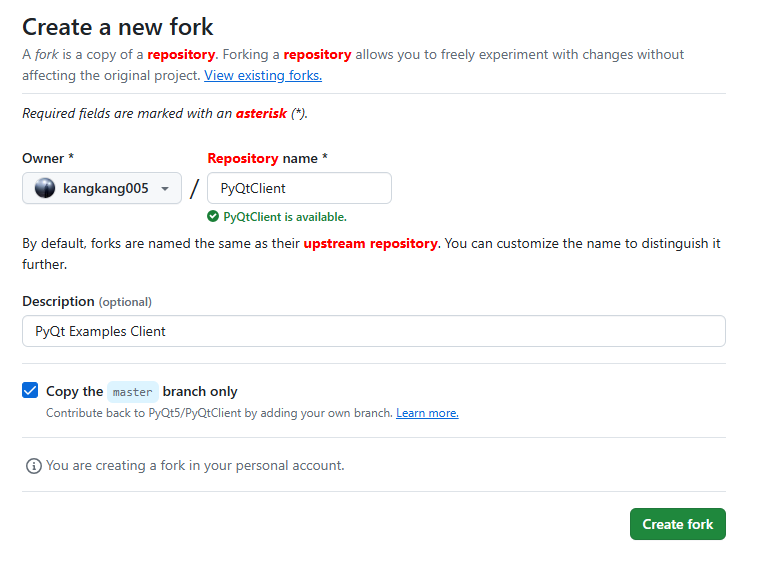 Create a new fork
A fork is a copy of a repository. Forking a repository allows you to freely experiment with changes without
affecting the original project. View existing forks.
Required fields are marked with an asterisk (*).
Owner * Repository name *
kangkang005 / PyQtClient
PyQtClient is available.
By default, forks are named the same as their upstream repository. You can customize the name to distinguish it
further.
Description (optional)
PyQt Examples Client
Copy the master branch only
Contribute back to PyQt5/PyQtClient by adding your own branch. Learn more.
You are creating a fork in your personal account.
Create fork